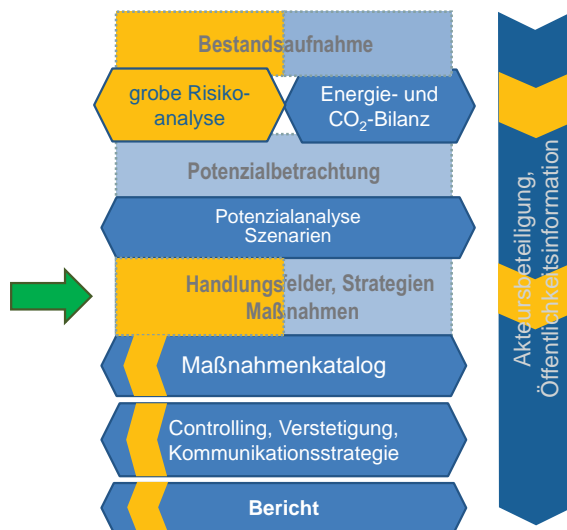 Bestandsaufnahme
grobe Risiko-
analyse
Energie- und
CO₂-Bilanz
Potenzialbetrachtung
Potenzialanalyse
Szenarien
Handlungsfelder, Strategien
Maßnahmen
Maßnahmenkatalog
Controlling, Verstetigung,
Kommunikationsstrategie
Bericht
Akteursbeteiligung,
Öffentlichkeitsinformation